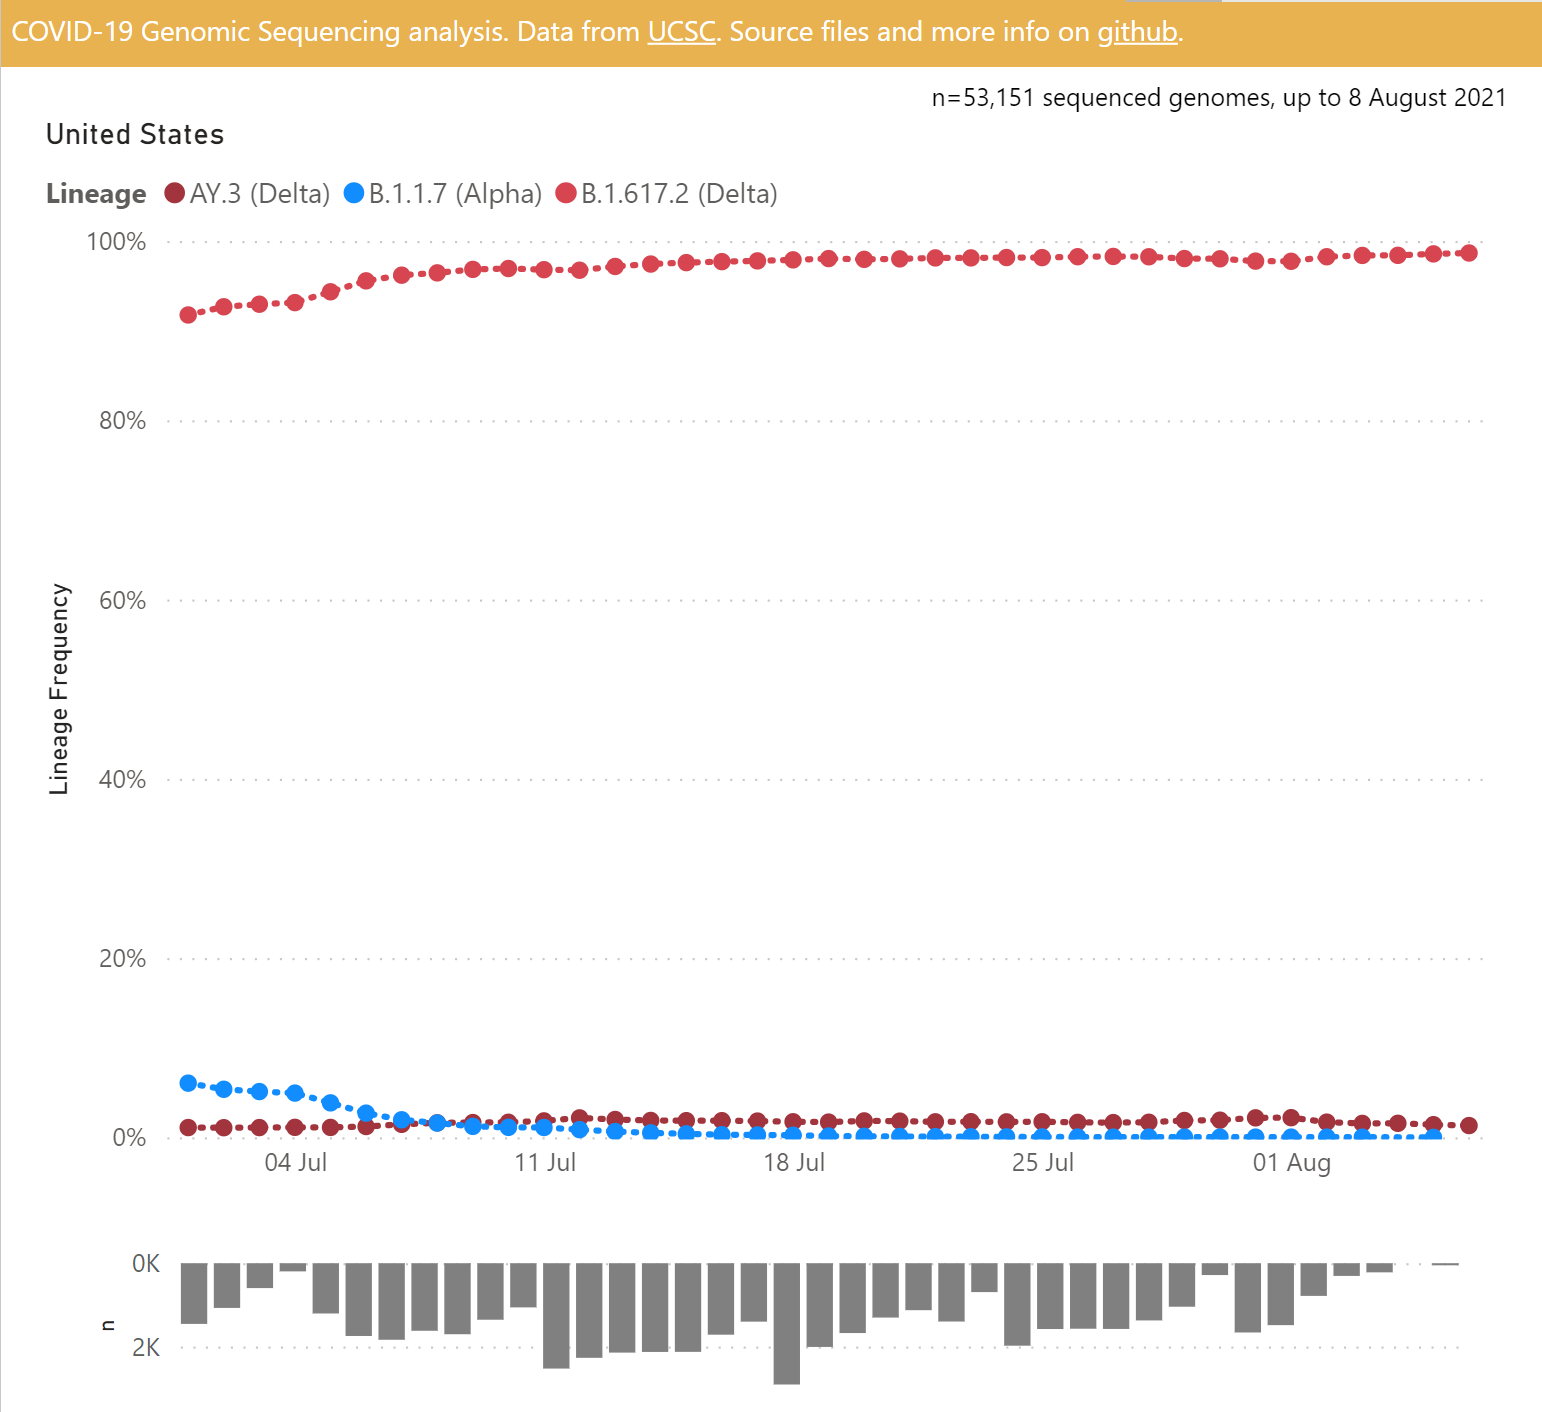 COVID-19 Genomic Sequencing analysis. Data from UCSC. Source files and more info on github.
n=53,151 sequenced genomes, up to 8 August 2021
United States
Lineage AY.3 (Delta) B.1.1.7 (Alpha) B.1.617.2 (Delta)
100%
80%
60%
40%
20%
0%
Lineage Frequency
04 Jul 11 Jul 18 Jul 25 Jul 01 Aug
0K
2K
n